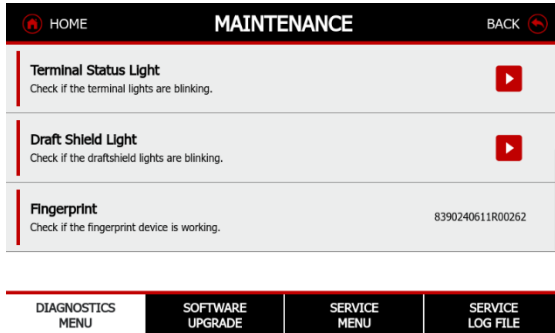 HOME
MAINTENANCE
BACK
Terminal Status Light
Check if the terminal lights are blinking.
Draft Shield Light
Check if the draftshield lights are blinking.
Fingerprint
Check if the fingerprint device is working.
8390240611R00262
DIAGNOSTICS
MENU
SOFTWARE
UPGRADE
SERVICE
MENU
SERVICE
LOG FILE